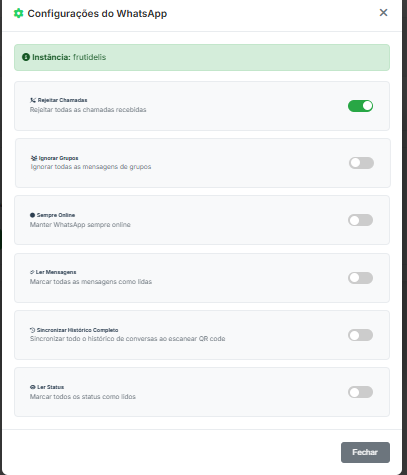 Configurações do WhatsApp
Instância: frutidelis
Rejeitar Chamadas
Rejeitar todas as chamadas recebidas
Ignorar Grupos
Ignorar todas as mensagens de grupos
Sempre Online
Manter WhatsApp sempre online
Ler Mensagens
Marcar todas as mensagens como lidas
Sincronizar Histórico Completo
Sincronizar todo o histórico de conversas ao escanear QR code
Ler Status
Marcar todos os status como lidos
Fechar